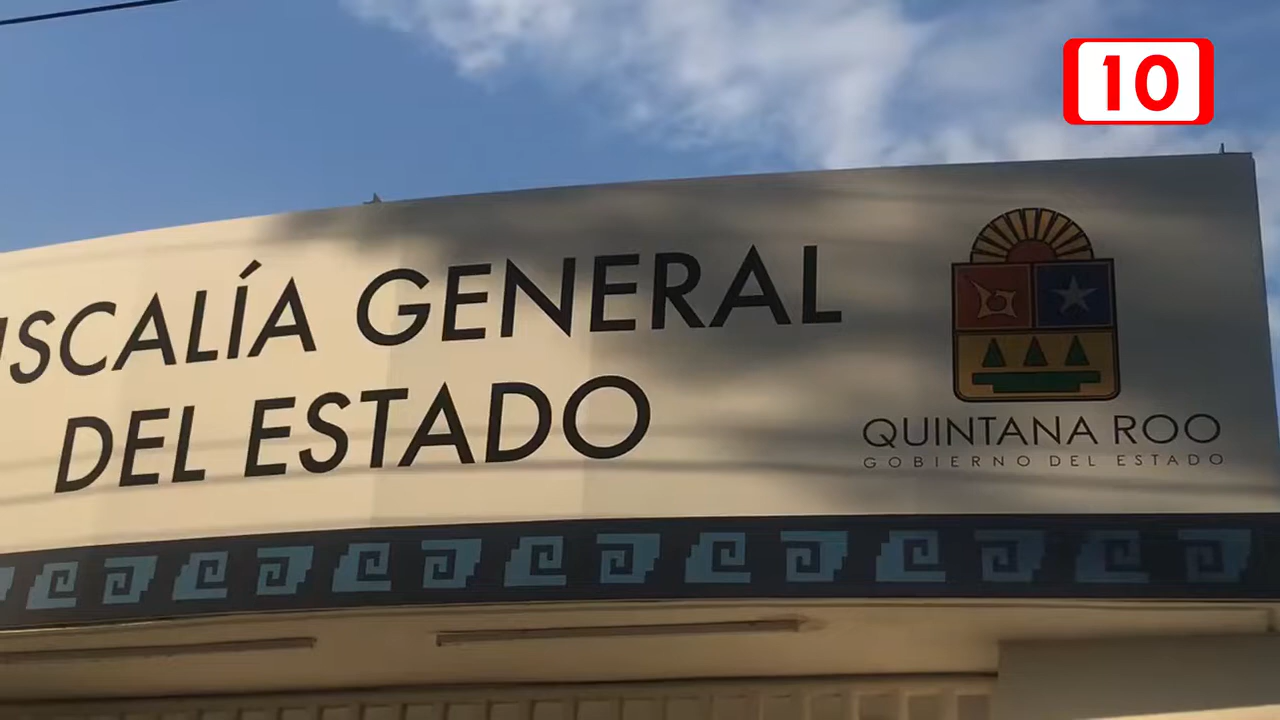 10
ISCALÍA GENERAL
DEL ESTADO
QUINTANA ROO
GOBIERNO DEL ESTADO